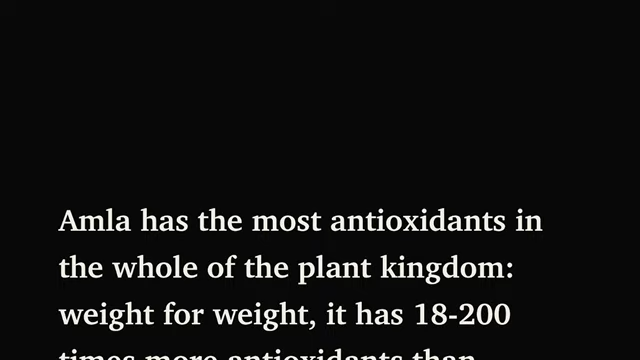 Amla has the most antioxidants in
the whole of the plant kingdom:
weight for weight, it has 18-200
times more antioxidants than